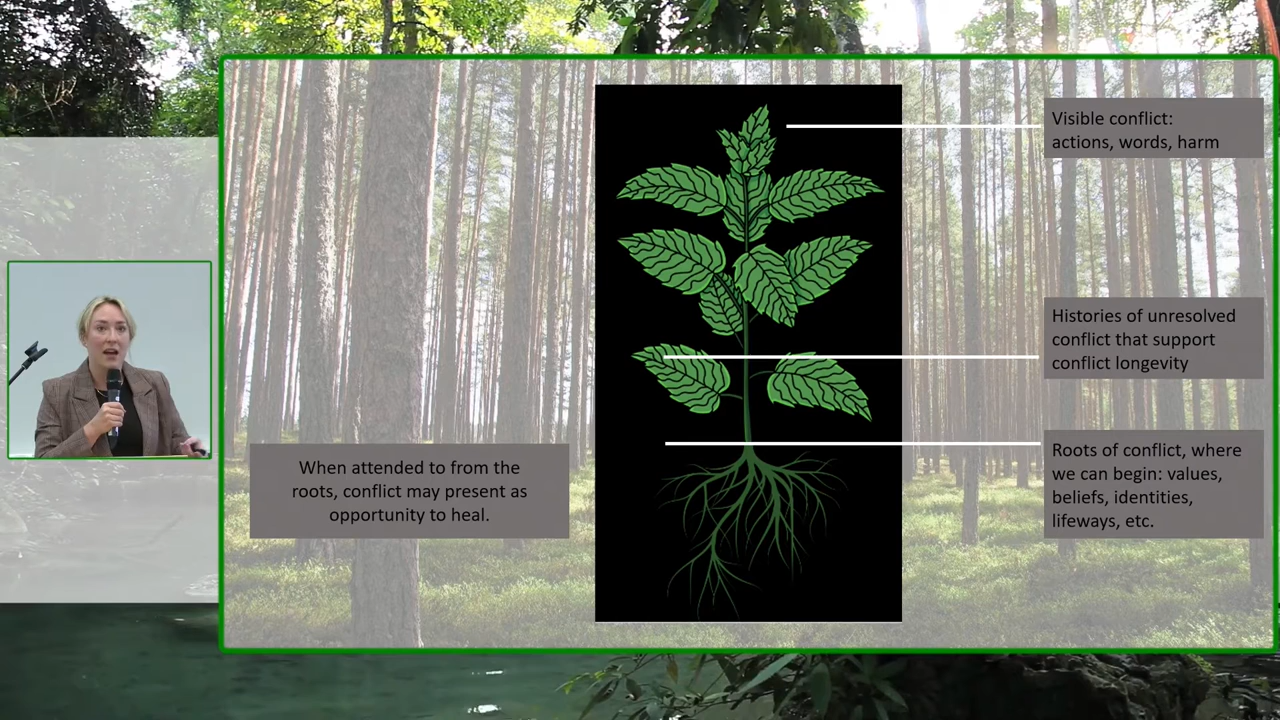 Visible conflict:
actions, words, harm
Histories of unresolved
conflict that support
conflict longevity
When attended to from the
roots, conflict may present as
opportunity to heal.
Roots of conflict, where
we can begin: values,
beliefs, identities,
lifeways, etc.